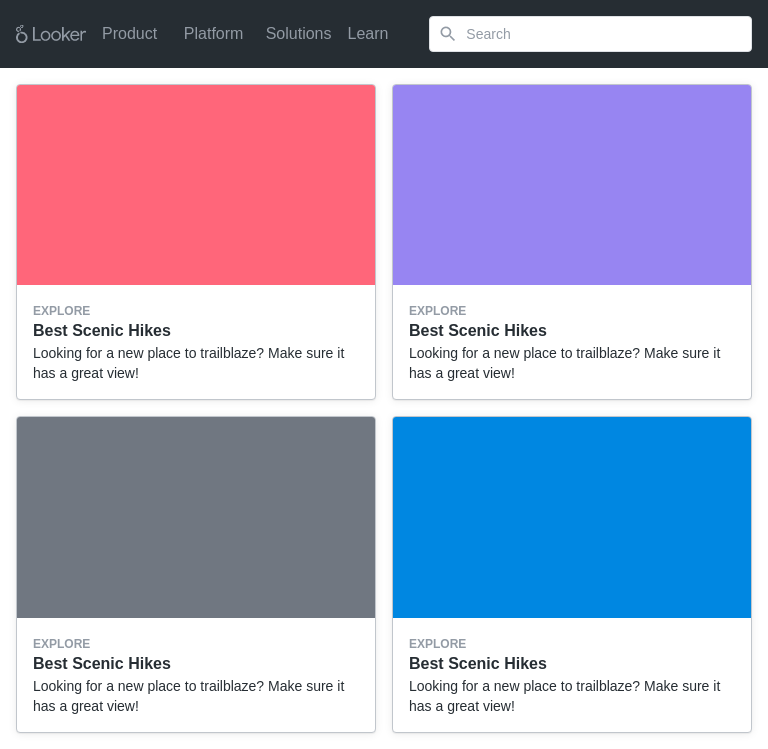 Looker Product Platform Solutions Learn Search
EXPLORE
Best Scenic Hikes
Looking for a new place to trailblaze? Make sure it
has a great view!
EXPLORE
Best Scenic Hikes
Looking for a new place to trailblaze? Make sure it
has a great view!
EXPLORE
Best Scenic Hikes
Looking for a new place to trailblaze? Make sure it
has a great view!
EXPLORE
Best Scenic Hikes
Looking for a new place to trailblaze? Make sure it
has a great view!